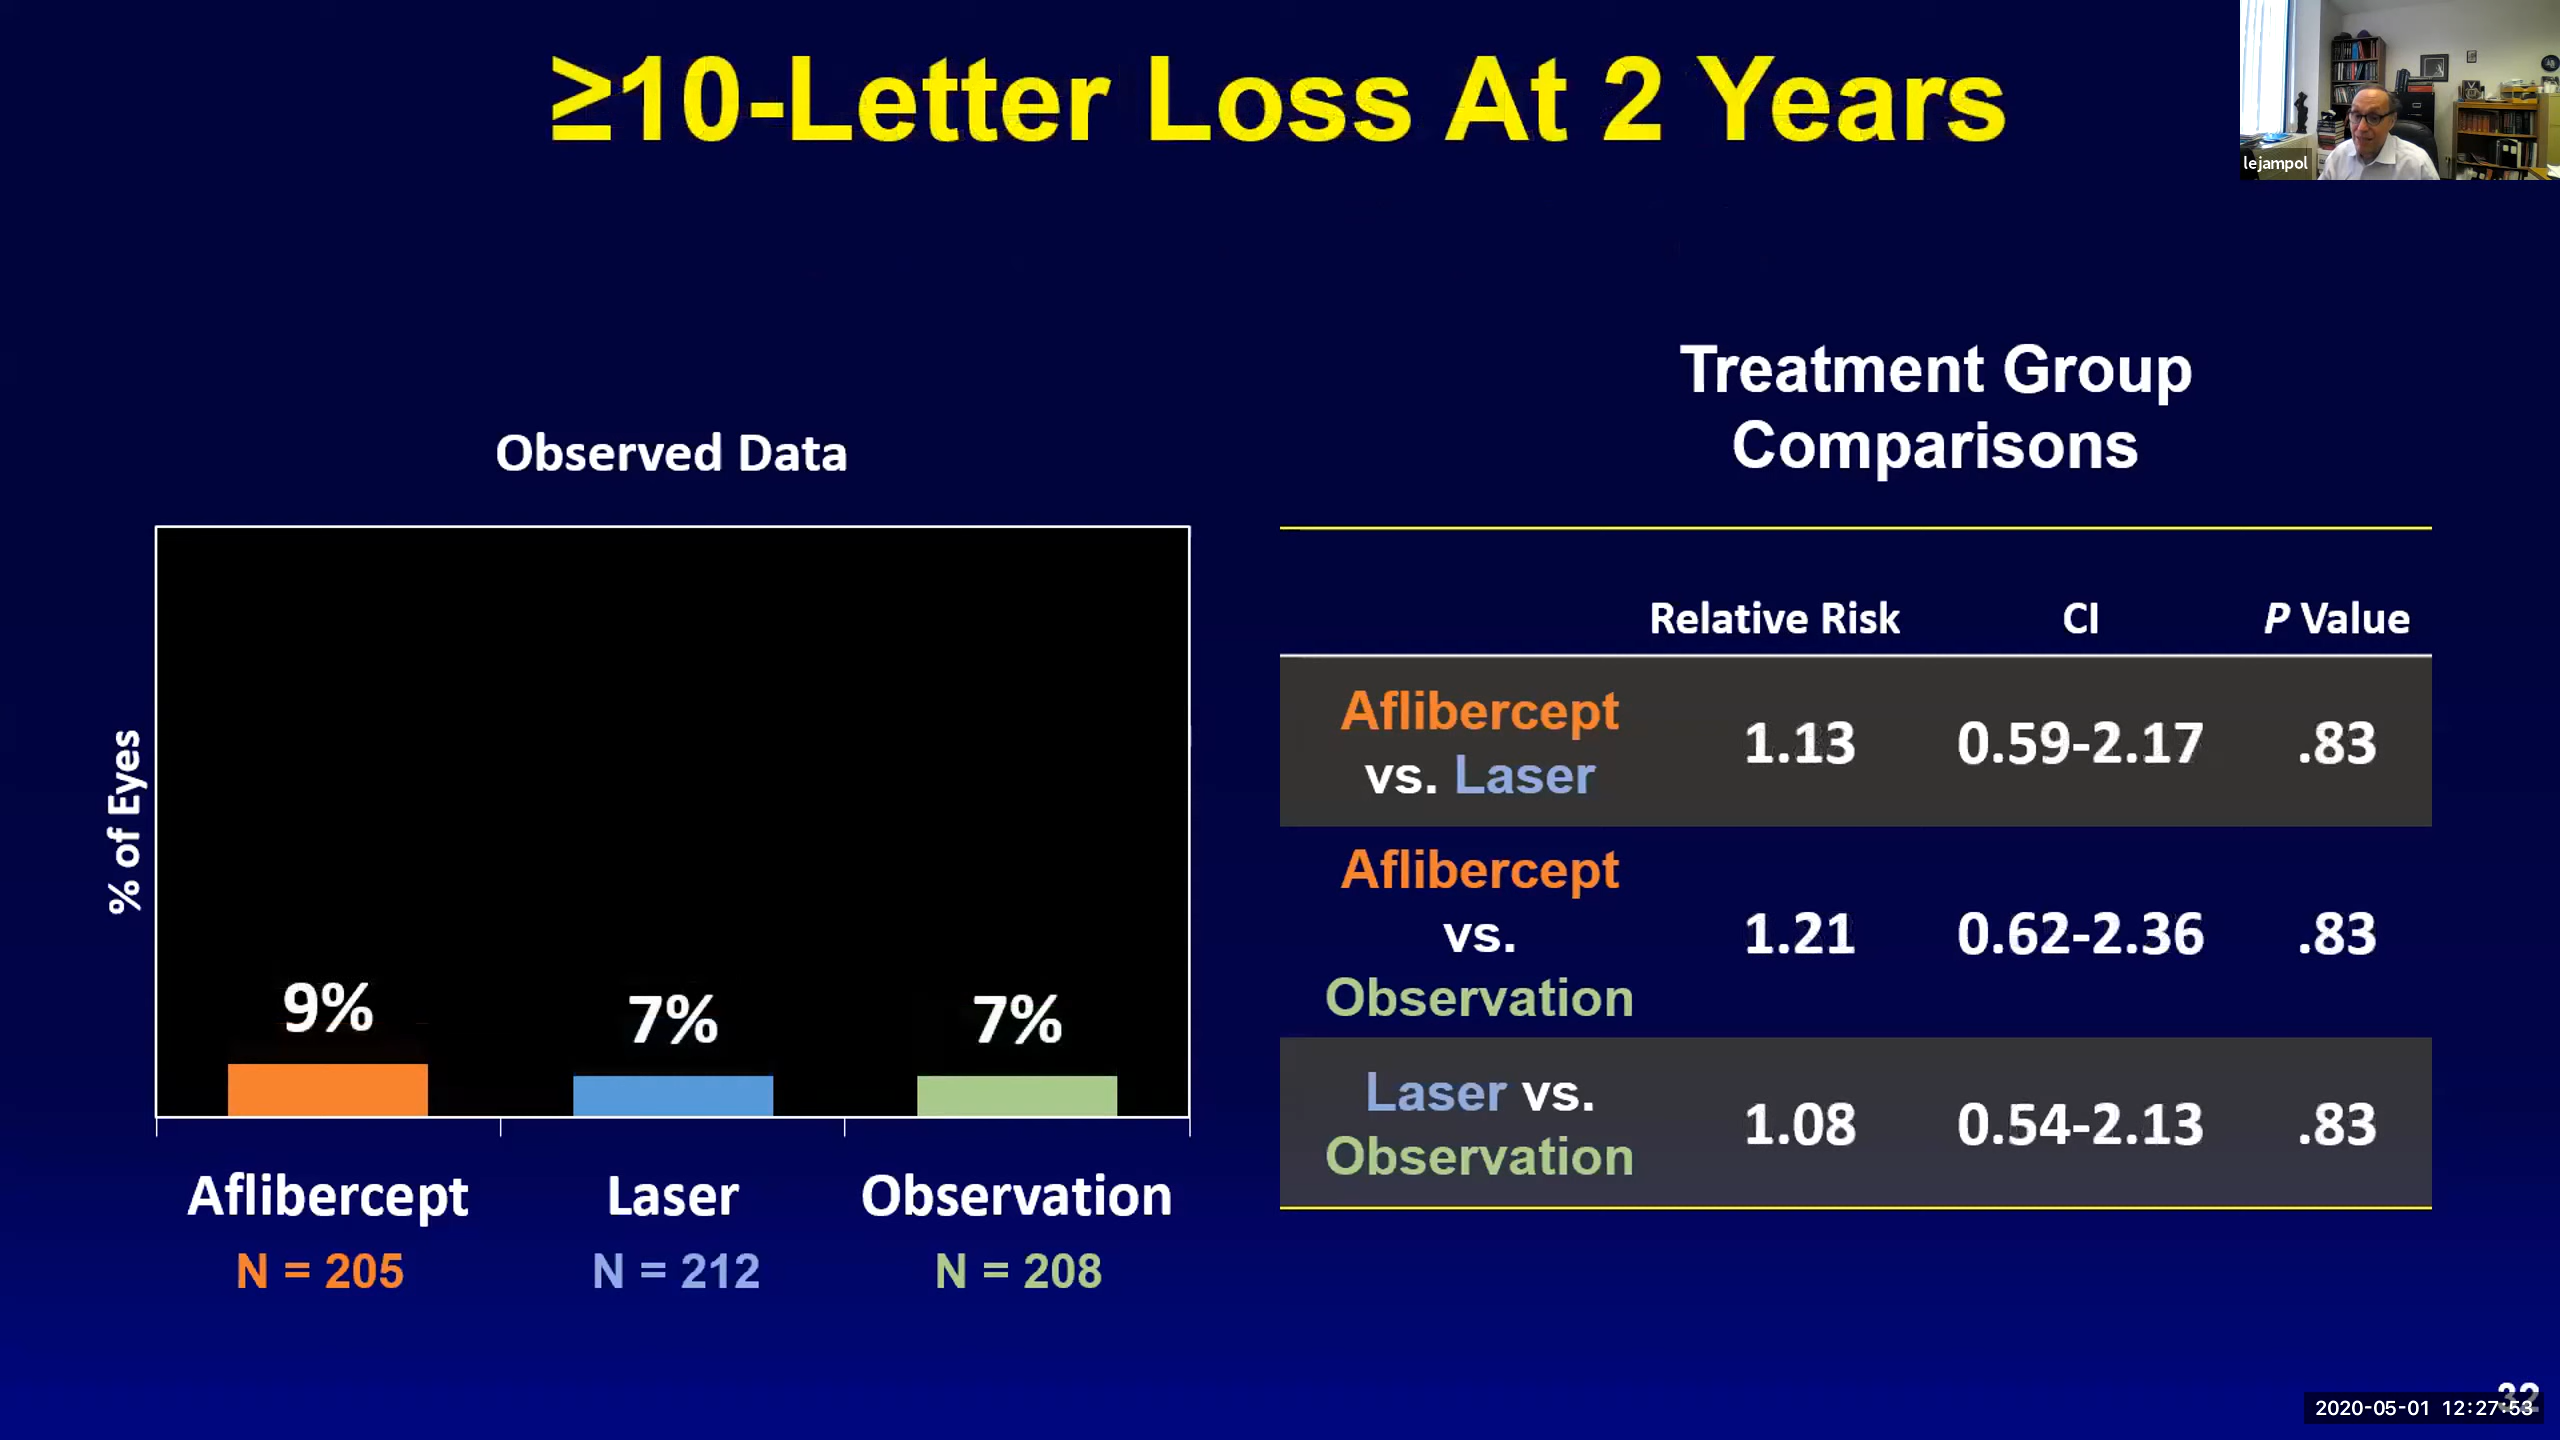 ≥10-Letter Loss At 2 Years
lejampol
Observed Data
% of Eyes
9%
7%
7%
Aflibercept
Laser
Observation
N = 205
N = 212
N = 208
Treatment Group
Comparisons
Relative Risk CI P Value
Aflibercept
vs. Laser
1.13 0.59-2.17 .83
Aflibercept
vs.
Observation
1.21 0.62-2.36 .83
Laser vs.
Observation
1.08 0.54-2.13 .83
32
2020-05-01 12:27:53